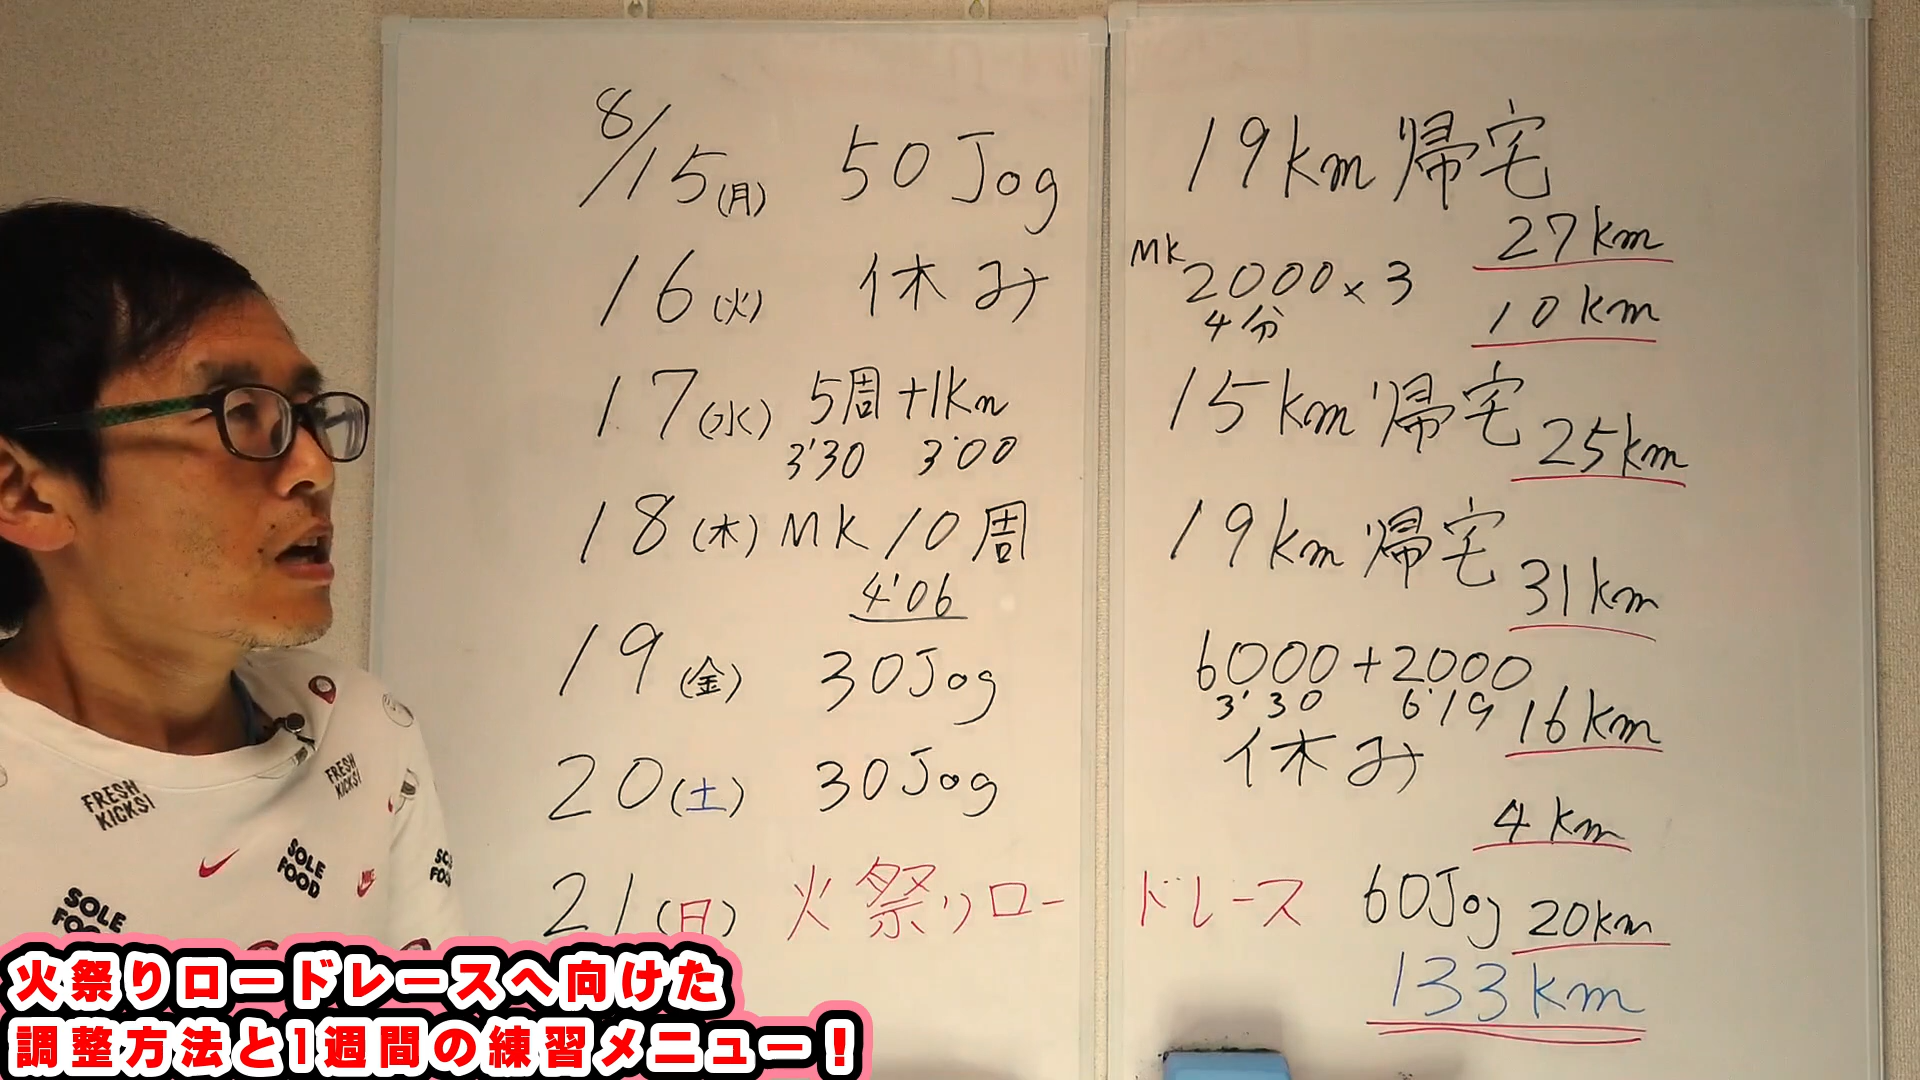 8/15(月) 50Jog 19km帰宅 27km
16(火) 休み MK 2000×3 10km
4分
17(水) 5周+1km 15km帰宅 25km
3'30 3'00
18(木) MK 10周 19km帰宅 31km
4'06
19(金) 30Jog 6000+2000 16km
3'30 6'19
20(土) 30Jog 休み 4km
21(日) 火祭りロードレース 60Jog 20km
133km
FRESH KICKS!
FRESH KICKS!
SOLE FOOD
SOLE
火祭りロードレースへ向けた
調整方法と1週間の練習メニュー！